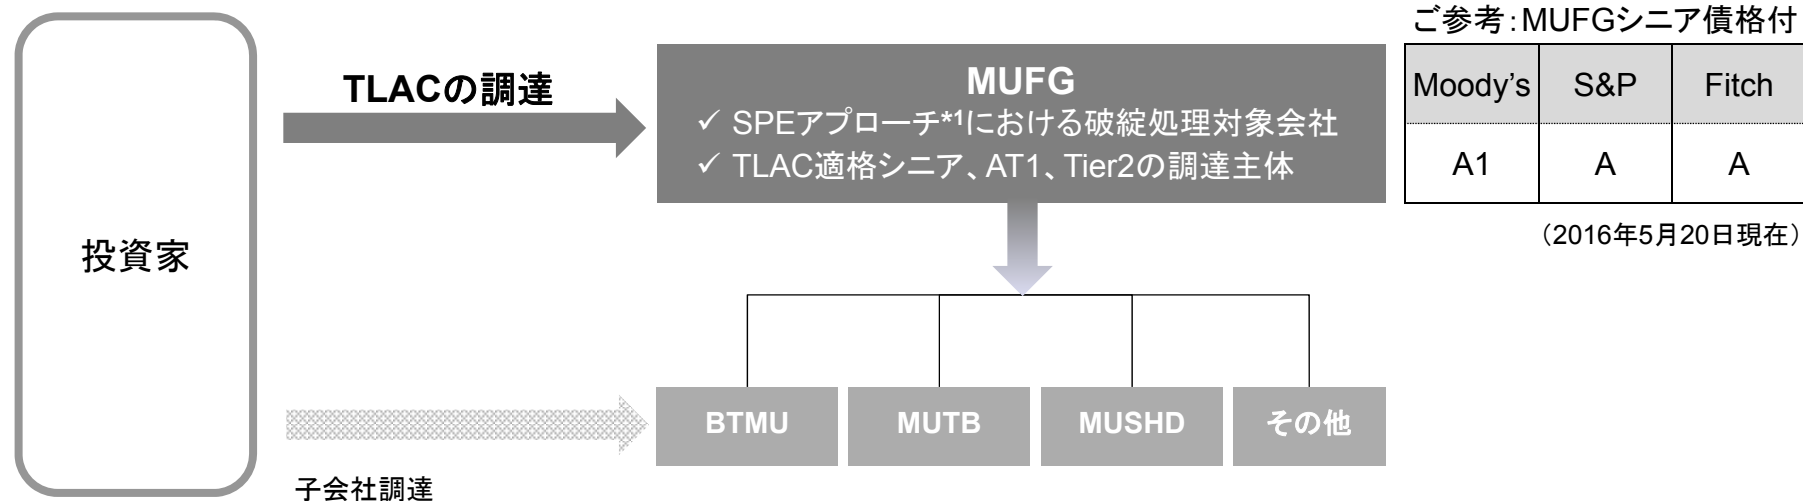 ご参考：MUFGシニア債格付
Moody's S&P Fitch
A1 A A
（2016年5月20日現在）
投資家
TLACの調達
MUFG
✓ SPEアプローチ*1における破綻処理対象会社
✓ TLAC適格シニア、AT1、Tier2の調達主体
BTMU MUTB MUSHD その他
子会社調達